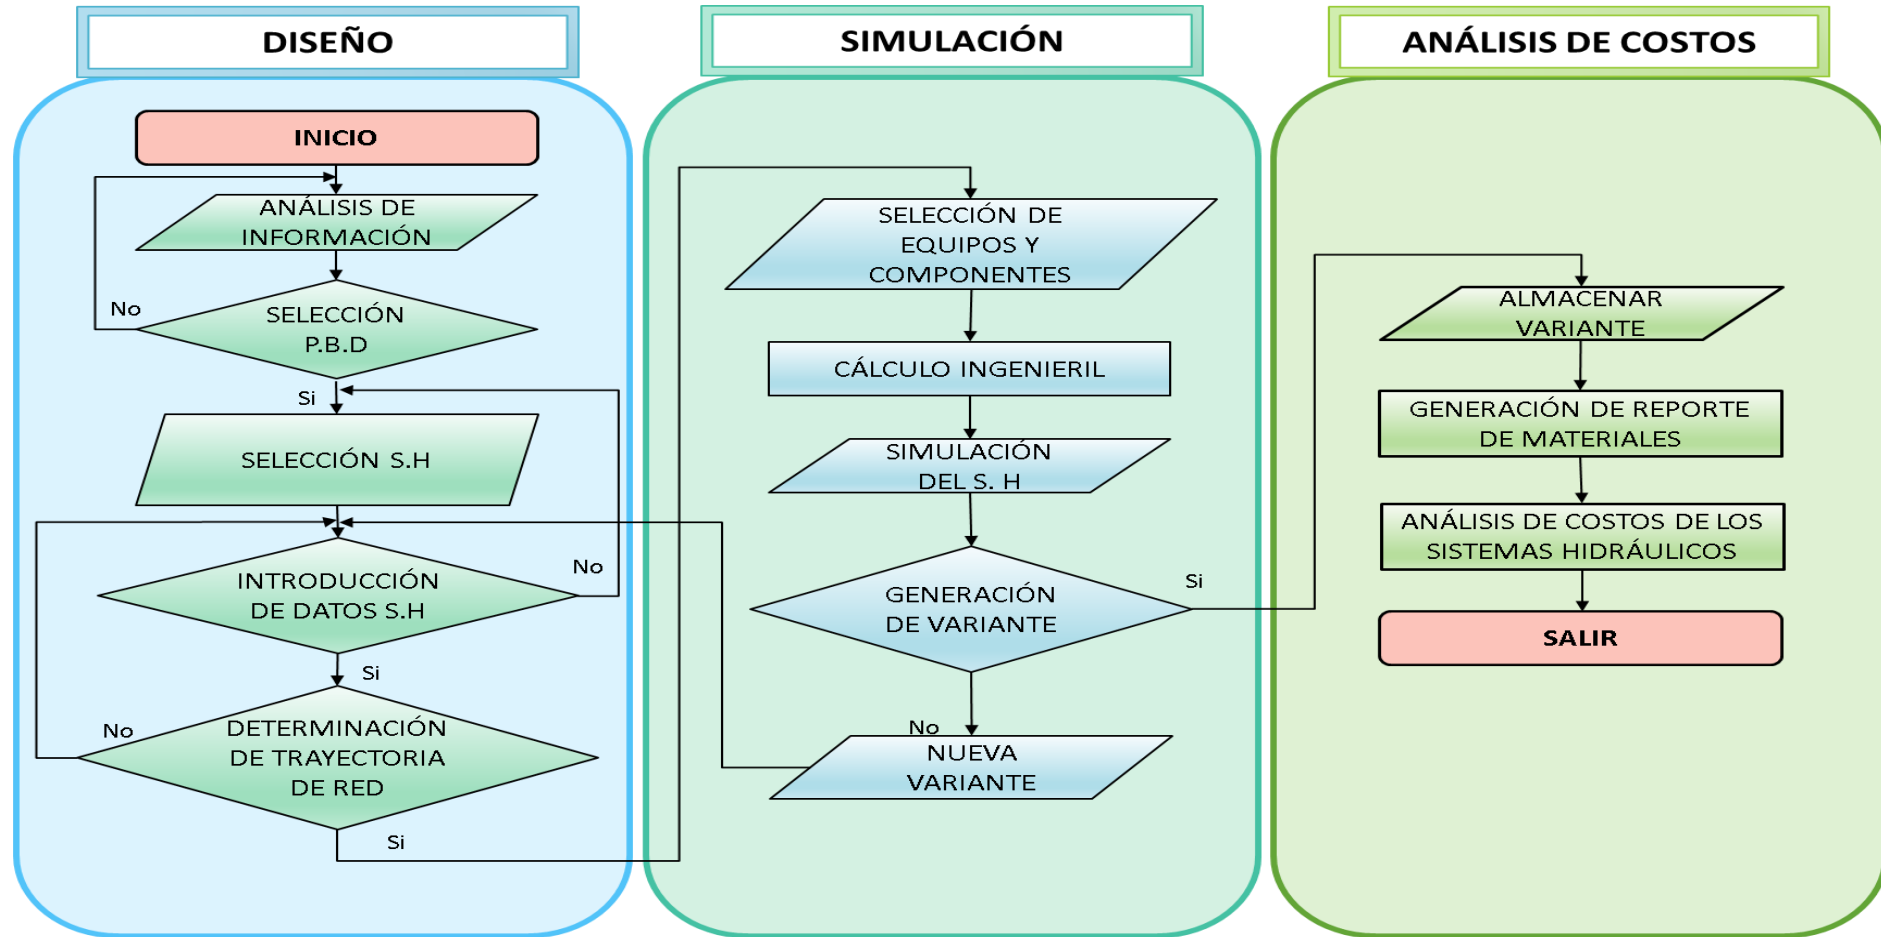 DISEÑO
INICIO
ANÁLISIS DE
INFORMACIÓN
No
SELECCIÓN
P.B.D
Si
SELECCIÓN S.H
INTRODUCCIÓN
DE DATOS S.H
No
Si
No
DETERMINACIÓN
DE TRAYECTORIA
DE RED
Si
SIMULACIÓN
SELECCIÓN DE
EQUIPOS Y
COMPONENTES
CÁLCULO INGENIERIL
SIMULACIÓN
DEL S. H
GENERACIÓN
DE VARIANTE
Si
No
NUEVA
VARIANTE
ANÁLISIS DE COSTOS
ALMACENAR
VARIANTE
GENERACIÓN DE REPORTE
DE MATERIALES
ANÁLISIS DE COSTOS DE LOS
SISTEMAS HIDRÁULICOS
SALIR